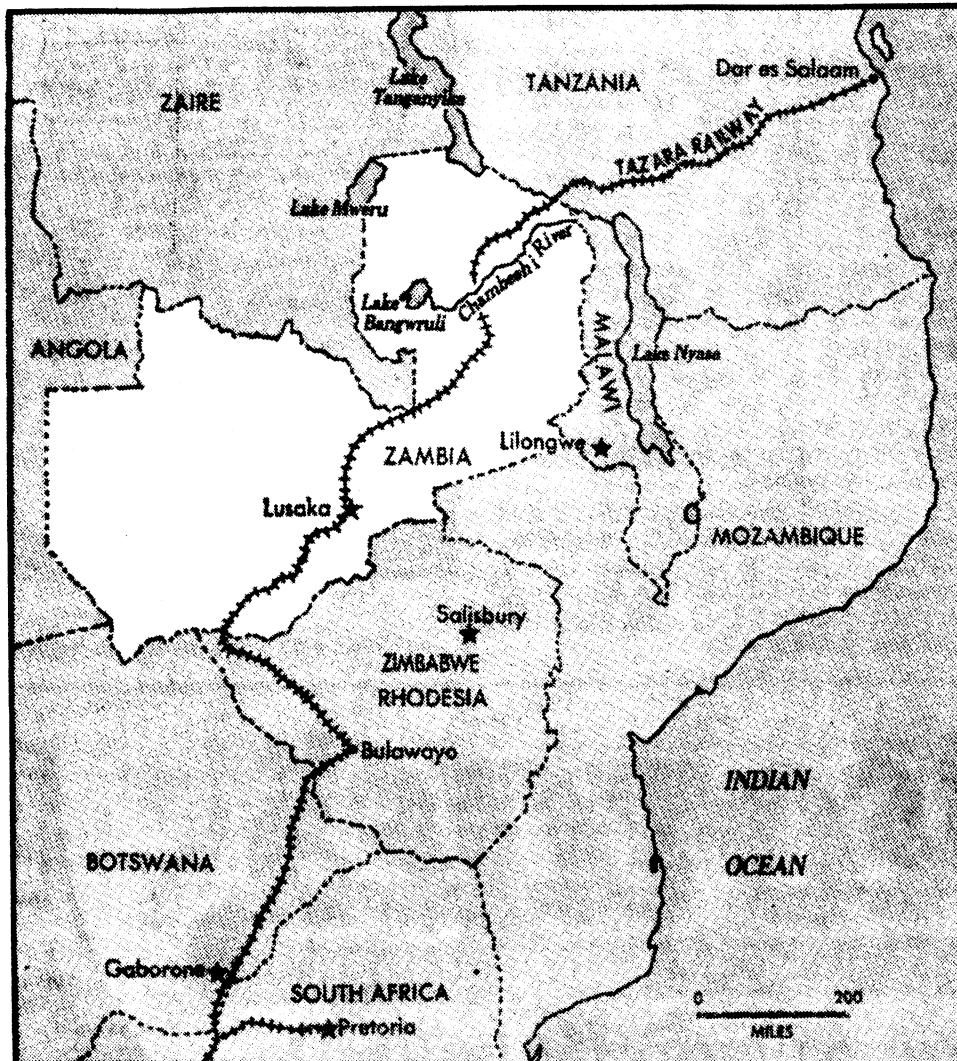 Lake
Tanganyika
TANZANIA
Dar es Salaam
ZAIRE
TAZARA RAILWAY
Lake Mweru
Chambeshi River
Lake
Bangwruli
ANGOLA
MALAWI
Lake Nyasa
ZAMBIA
Lilongwe
Lusaka
MOZAMBIQUE
Salisbury
ZIMBABWE
RHODESIA
Bulawayo
INDIAN
OCEAN
BOTSWANA
Gaborone
SOUTH AFRICA
Pretoria
0 200
MILES